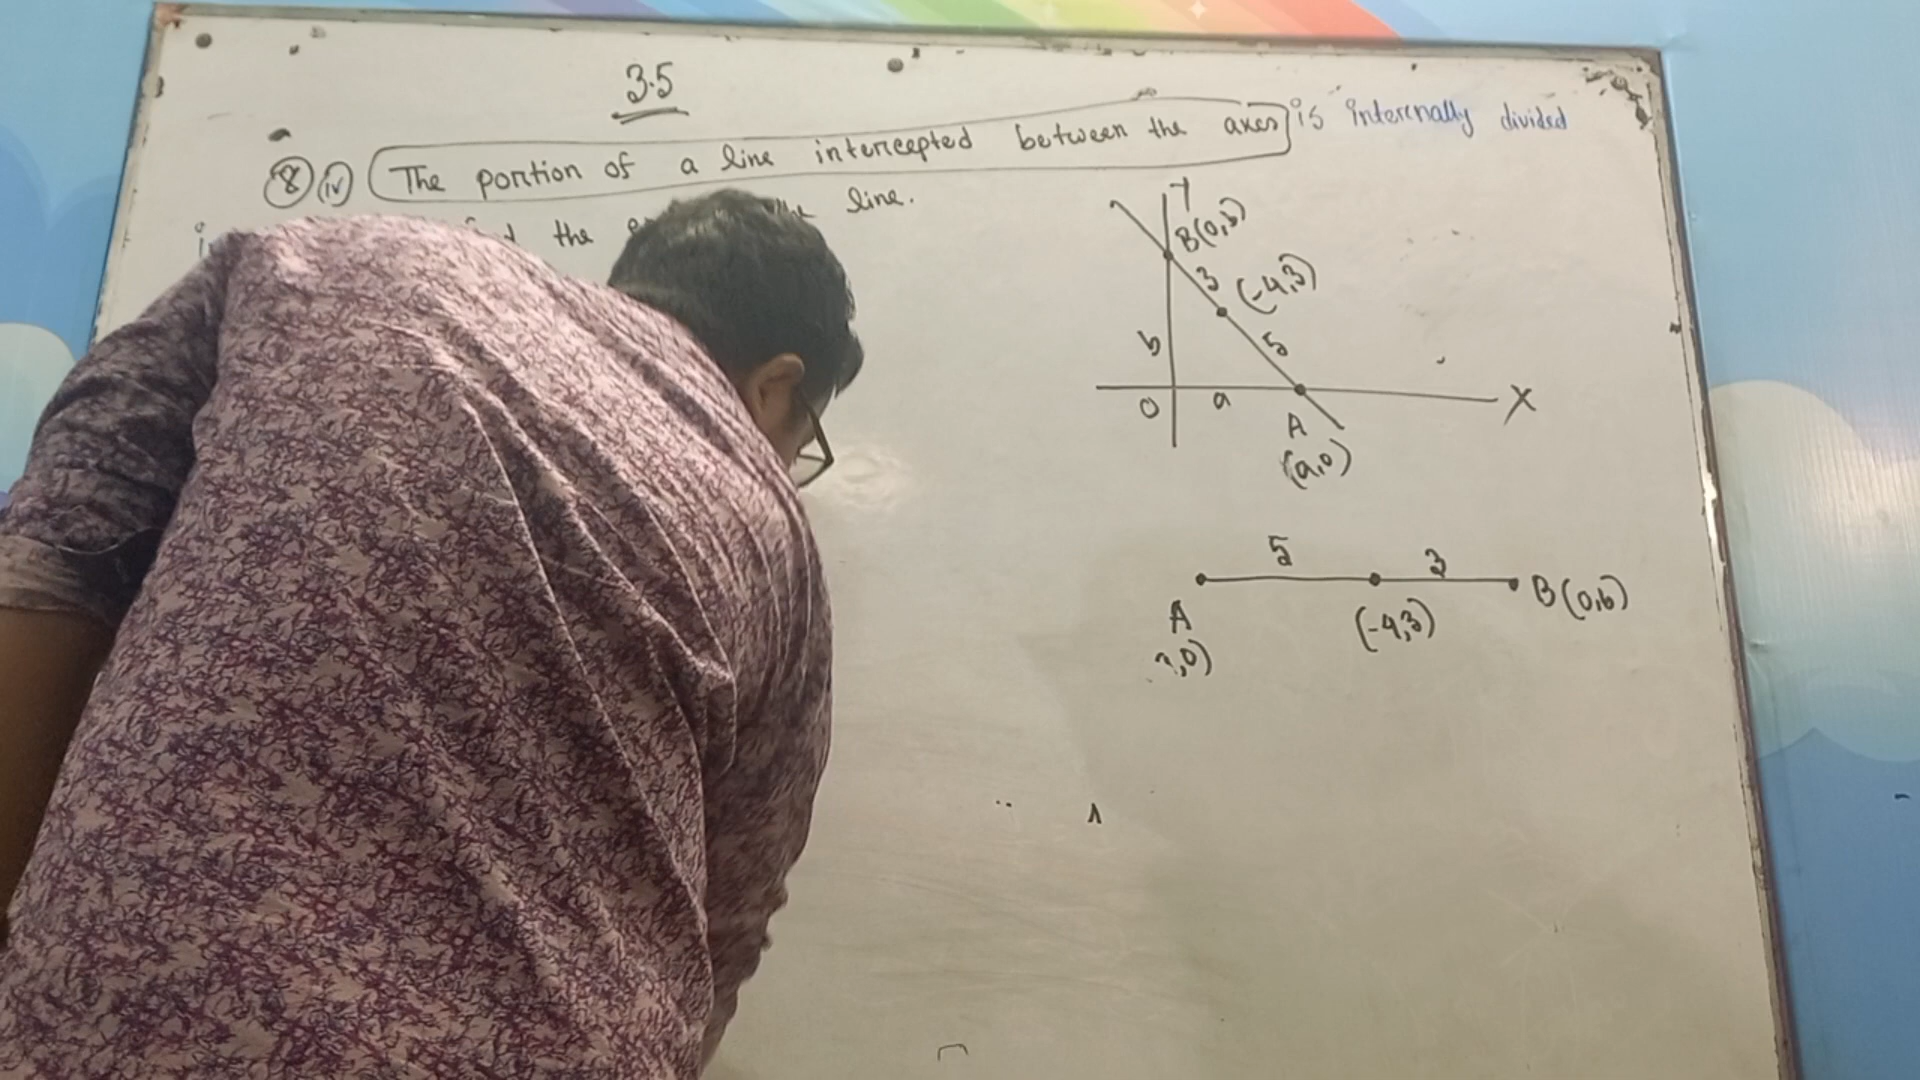 3.5
8 (iv) The portion of a line intercepted between the axes is internally divided
the line.
Y
B(0,b)
3
(-4,3)
b
5
O
a
X
A
(a,0)
5
3
A
B(0,b)
(-4,3)
,0)